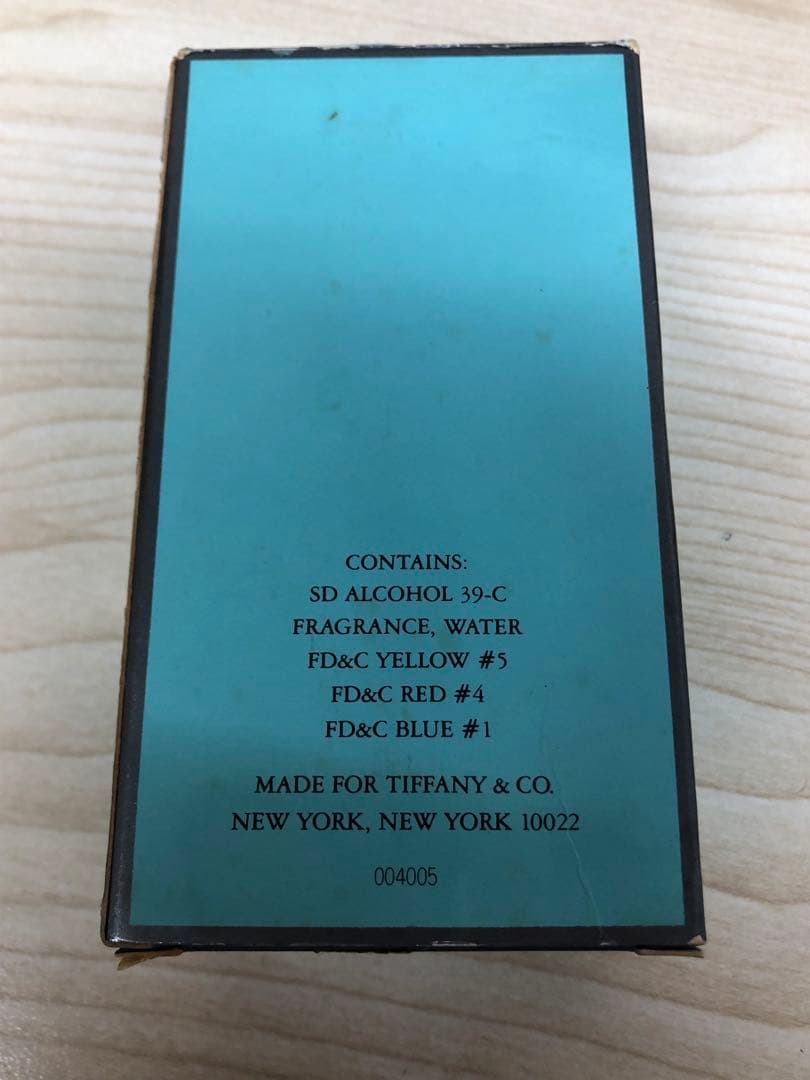 CONTAINS:
SD ALCOHOL 39-C
FRAGRANCE, WATER
FD&C YELLOW #5
FD&C RED #4
FD&C BLUE #1
MADE FOR TIFFANY & CO.
NEW YORK, NEW YORK 10022
004005